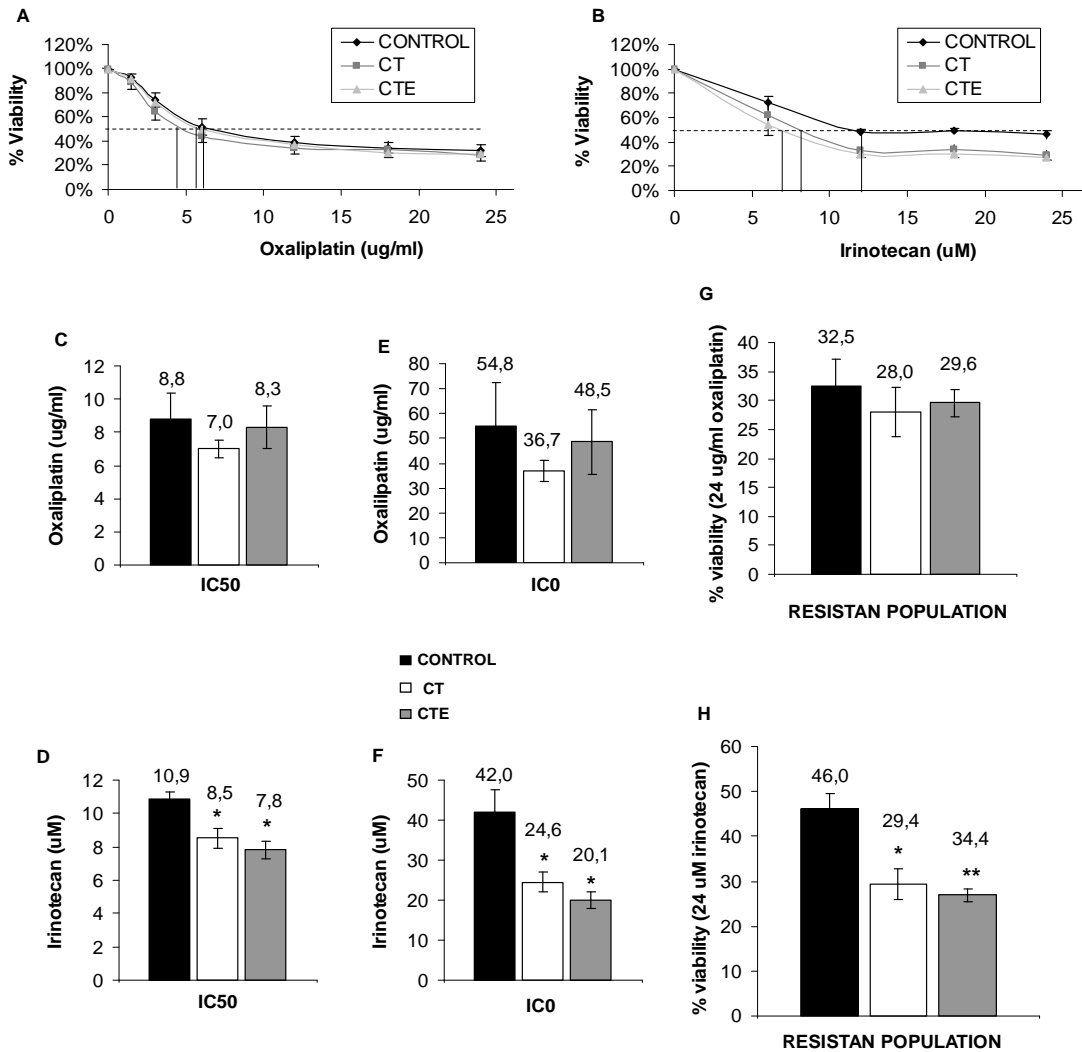 A
CONTROL
CT
CTE
120%
100%
80%
60%
40%
20%
0%
% Viability
0 5 10 15 20 25
Oxaliplatin (ug/ml)
B
CONTROL
CT
CTE
120%
100%
80%
60%
40%
20%
0%
% Viability
0 5 10 15 20 25
Irinotecan (uM)
C
12
10
8
6
4
2
0
Oxaliplatin (ug/ml)
8,8
7,0
8,3
IC50
E
80
70
60
50
40
30
20
10
0
Oxalilpatin (ug/ml)
54,8
36,7
48,5
IC0
G
40
35
30
25
20
15
10
5
0
% viability (24 ug/ml oxaliplatin)
32,5
28,0
29,6
RESISTAN POPULATION
CONTROL
CT
CTE
D
12
10
8
6
4
2
0
Irinotecan (uM)
10,9
8,5
*
7,8
*
IC50
F
50
40
30
20
10
0
Irinotecan (uM)
42,0
24,6
*
20,1
*
IC0
H
60
50
40
30
20
10
0
% viability (24 uM irinotecan)
46,0
29,4
*
34,4
**
RESISTAN POPULATION